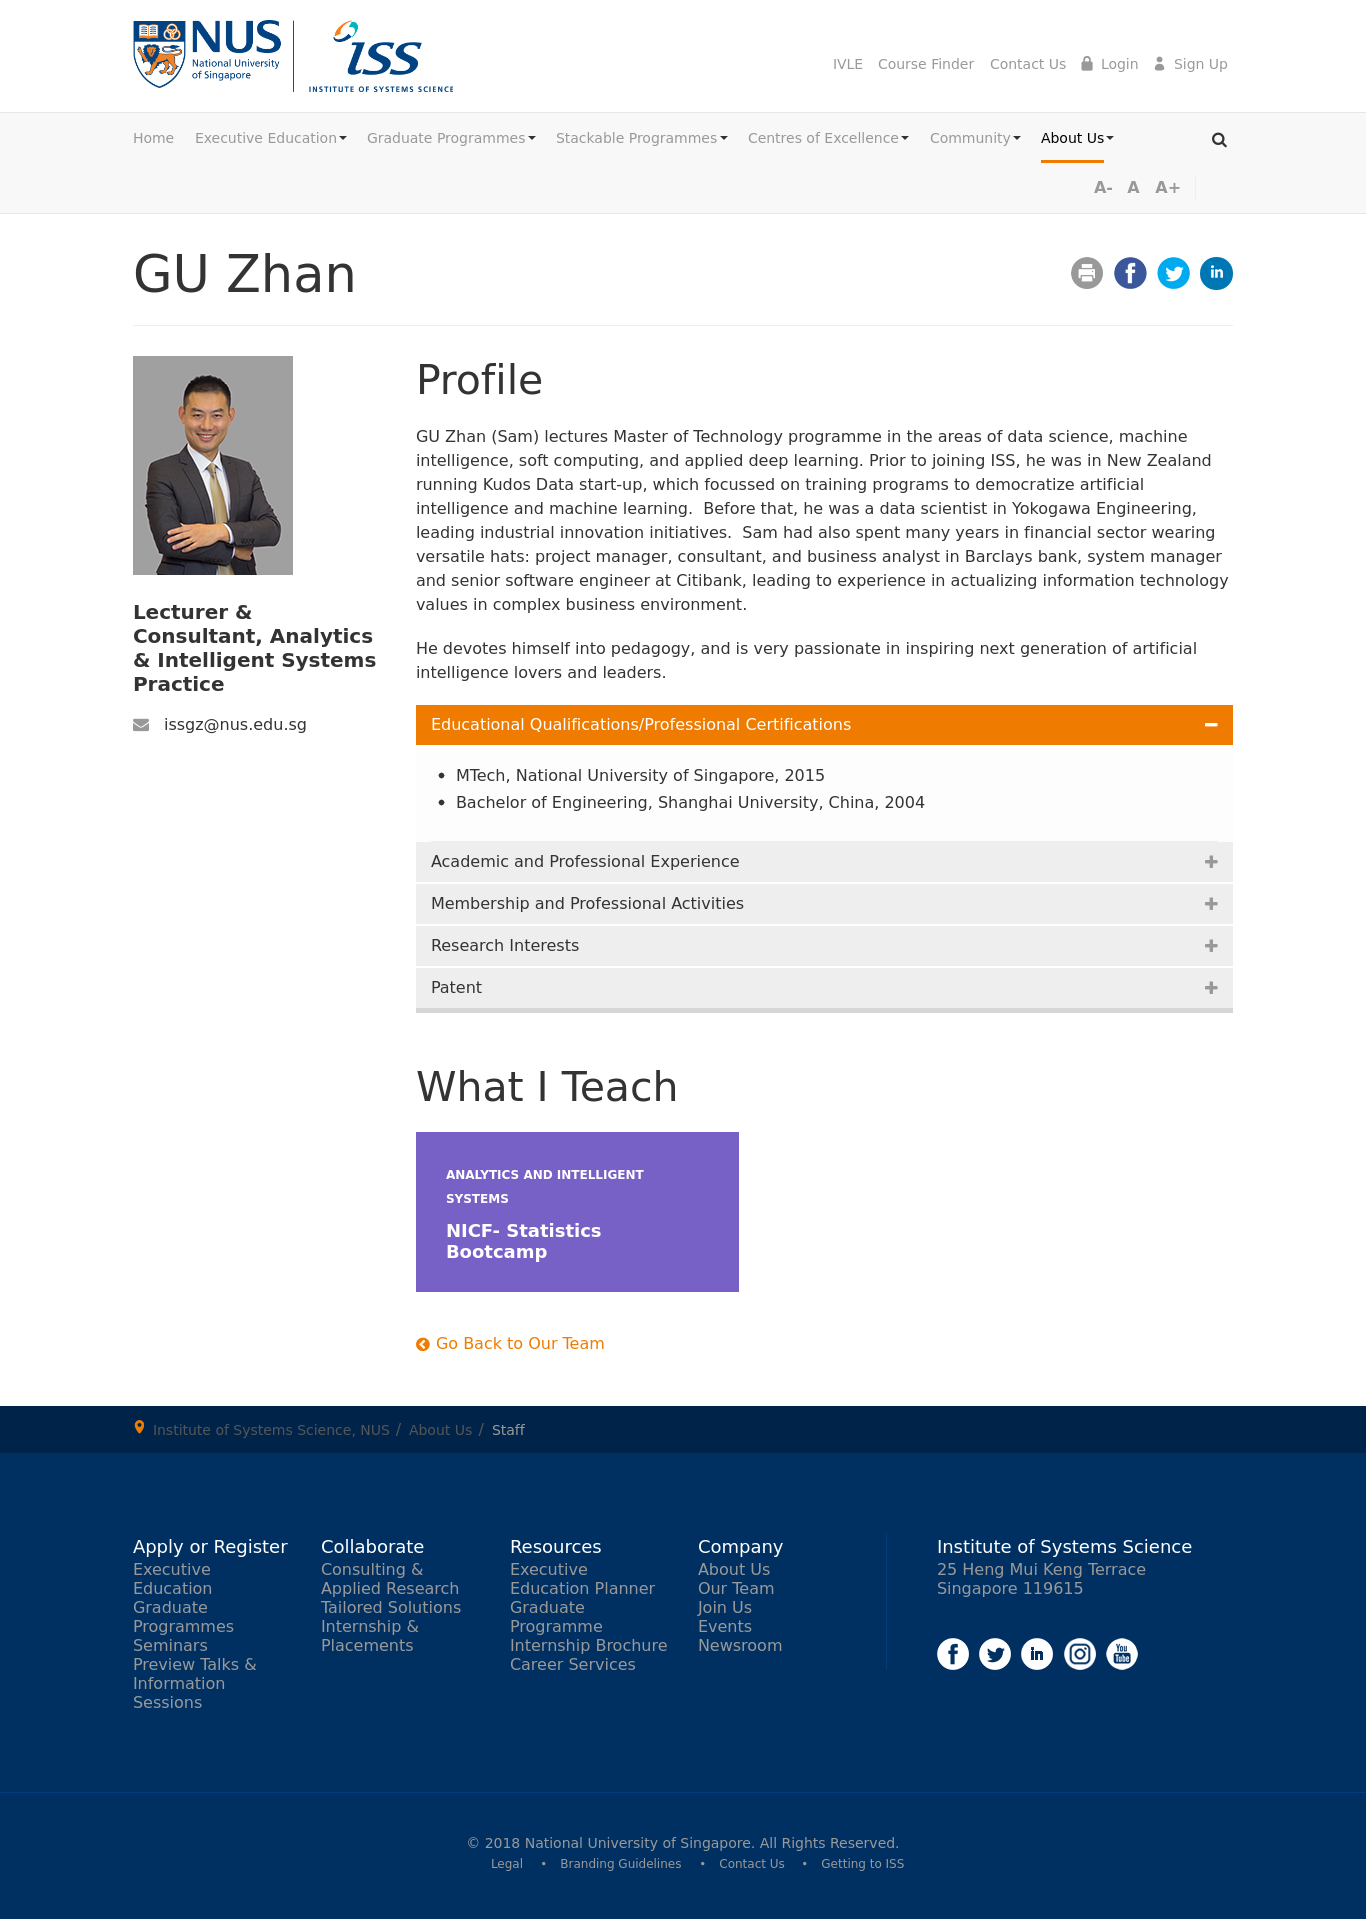 NUS
National University
of Singapore
ISS
INSTITUTE OF SYSTEMS SCIENCE
IVLE Course Finder Contact Us Login Sign Up
Home Executive Education Graduate Programmes Stackable Programmes Centres of Excellence Community About Us
A- A A+
GU Zhan
Profile
GU Zhan (Sam) lectures Master of Technology programme in the areas of data science, machine
intelligence, soft computing, and applied deep learning. Prior to joining ISS, he was in New Zealand
running Kudos Data start-up, which focussed on training programs to democratize artificial
intelligence and machine learning.  Before that, he was a data scientist in Yokogawa Engineering,
leading industrial innovation initiatives.  Sam had also spent many years in financial sector wearing
versatile hats: project manager, consultant, and business analyst in Barclays bank, system manager
and senior software engineer at Citibank, leading to experience in actualizing information technology
values in complex business environment.
He devotes himself into pedagogy, and is very passionate in inspiring next generation of artificial
intelligence lovers and leaders.
Lecturer &
Consultant, Analytics
& Intelligent Systems
Practice
issgz@nus.edu.sg
Educational Qualifications/Professional Certifications
• MTech, National University of Singapore, 2015
• Bachelor of Engineering, Shanghai University, China, 2004
Academic and Professional Experience
Membership and Professional Activities
Research Interests
Patent
What I Teach
ANALYTICS AND INTELLIGENT
SYSTEMS
NICF- Statistics
Bootcamp
Go Back to Our Team
Institute of Systems Science, NUS / About Us / Staff
Apply or Register
Executive
Education
Graduate
Programmes
Seminars
Preview Talks &
Information
Sessions
Collaborate
Consulting &
Applied Research
Tailored Solutions
Internship &
Placements
Resources
Executive
Education Planner
Graduate
Programme
Internship Brochure
Career Services
Company
About Us
Our Team
Join Us
Events
Newsroom
Institute of Systems Science
25 Heng Mui Keng Terrace
Singapore 119615
© 2018 National University of Singapore. All Rights Reserved.
Legal • Branding Guidelines • Contact Us • Getting to ISS